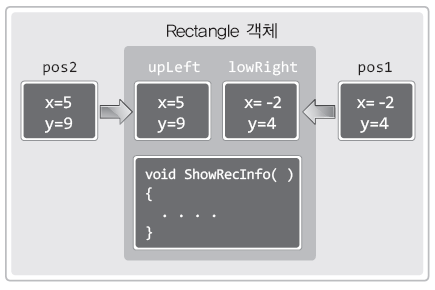 Rectangle 객체
pos2 upLeft lowRight pos1
x=5 x=5 x= -2 x= -2
y=9 y=9 y=4 y=4
void ShowRecInfo( )
{
. . . .
}